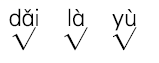 dǎi là yù
√ √ √